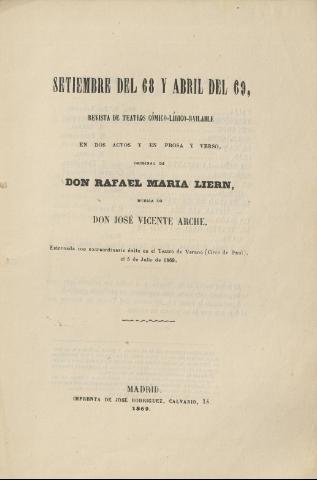 SETIEMBRE DEL 68 Y ABRIL DEL 69,
REVISTA DE TEATROS CÓMICO-LÍRICO-BAILABLE
EN DOS ACTOS Y EN PROSA Y VERSO,
ORIGINAL DE
DON RAFAEL MARIA LIERN,
MÚSICA DE
DON JOSÉ VICENTE ARCHE.
Estrenada con extraordinario éxito en el Teatro de Verano (Circo de Paul),
el 5 de Julio de 1869.
MADRID.
IMPRENTA DE JOSÉ RODRIGUEZ, CALVARIO, 18
1869.